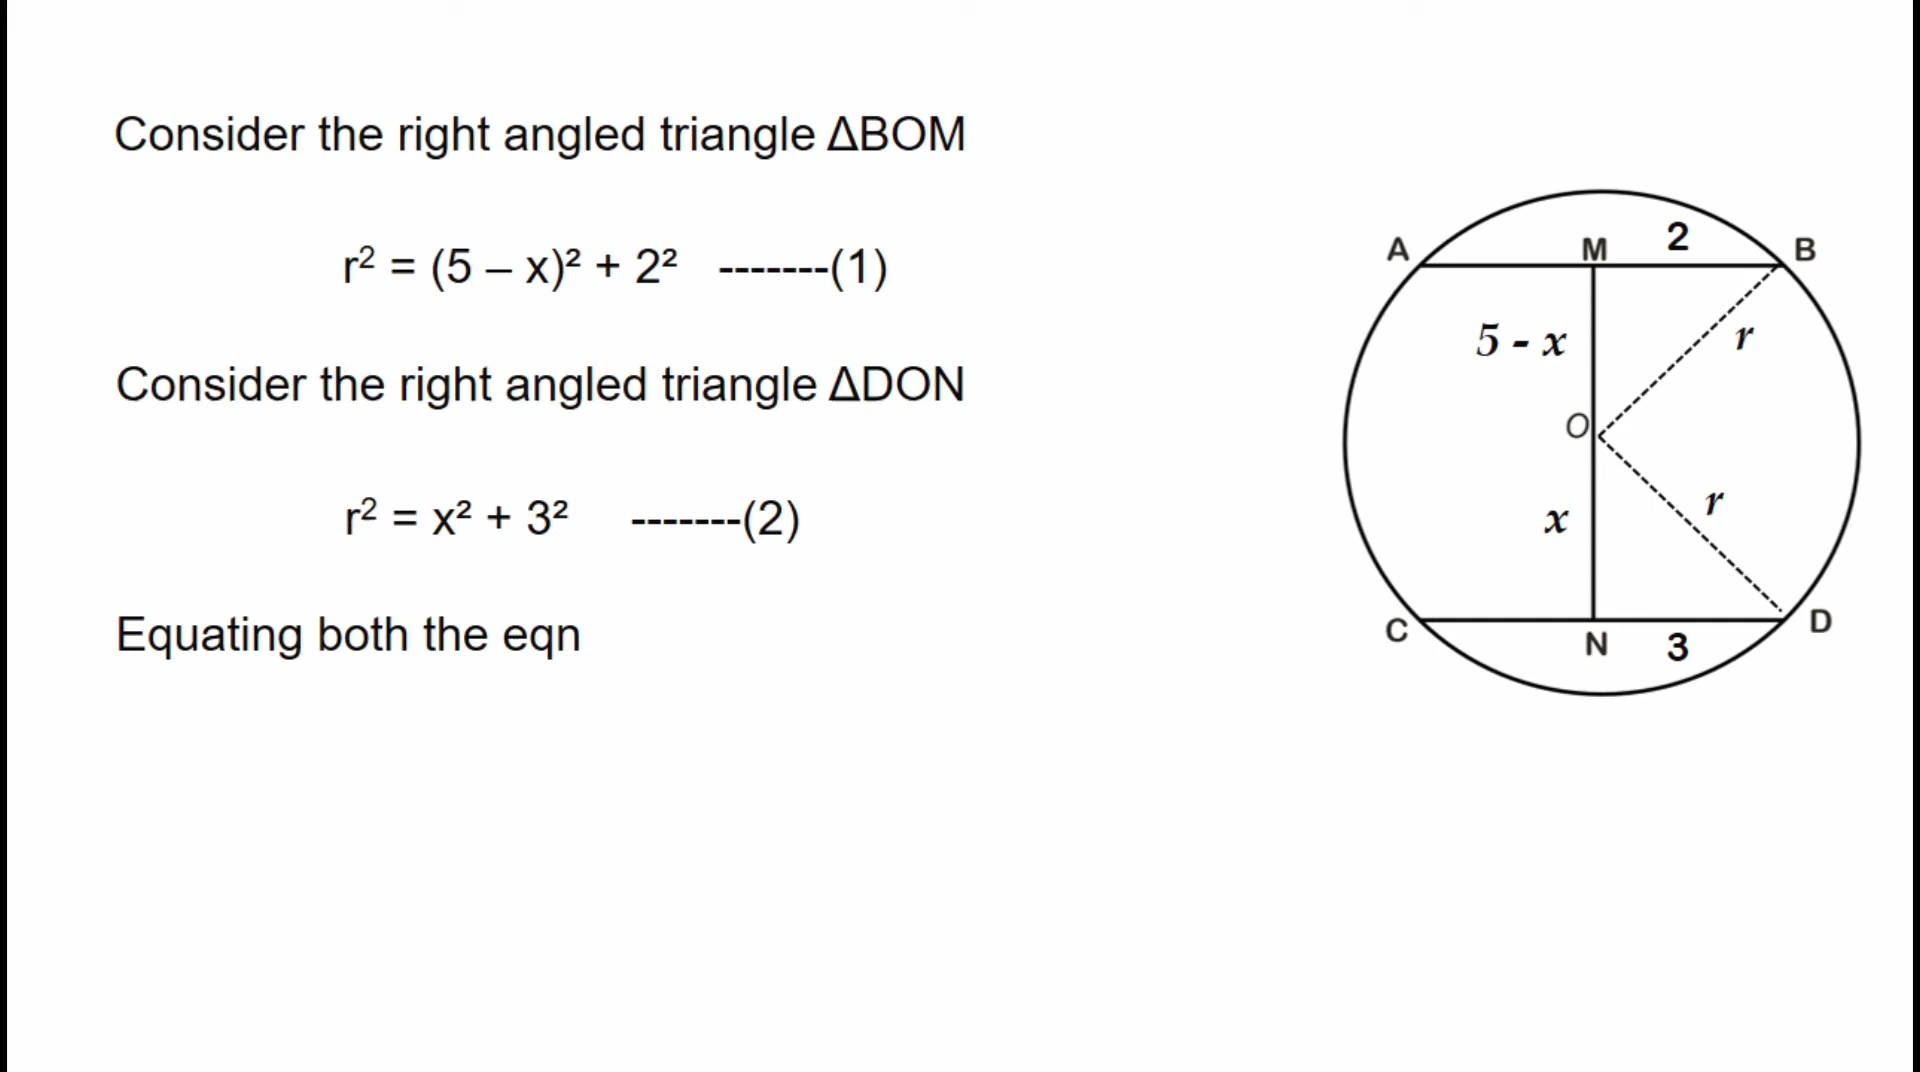 Consider the right angled triangle ΔBOM
r² = (5 – x)² + 2² -------(1)
Consider the right angled triangle ΔDON
r² = x² + 3² -------(2)
Equating both the eqn
A M 2 B
5 - x r
O
x r
C N 3 D